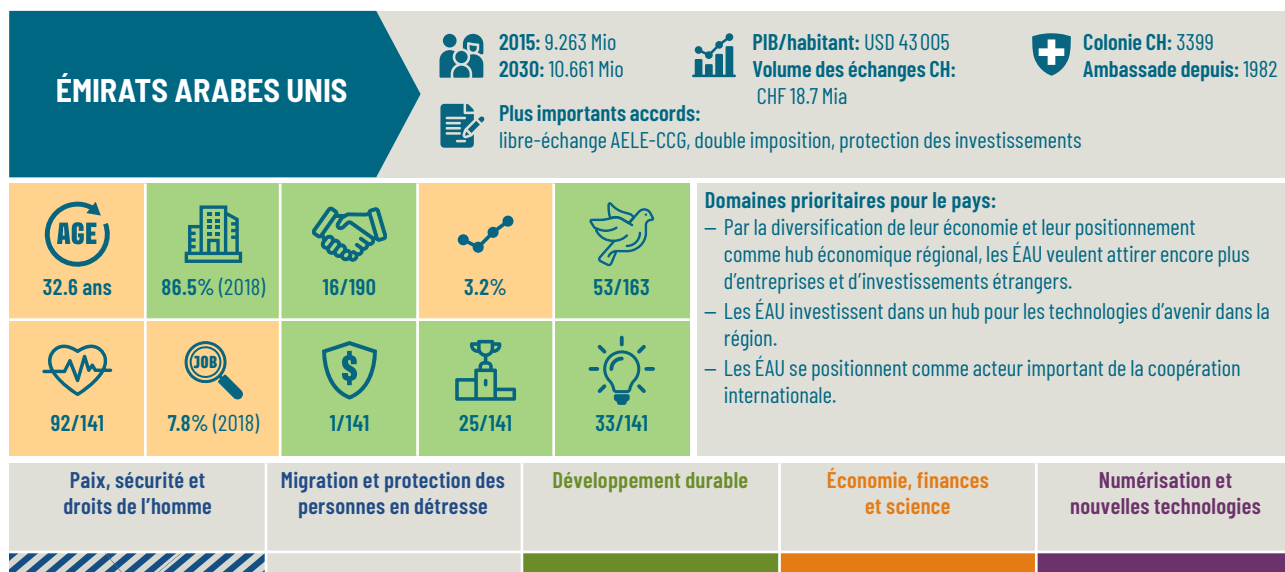 ÉMIRATS ARABES UNIS
2015: 9.263 Mio
2030: 10.661 Mio
PIB/habitant: USD 43 005
Volume des échanges CH:
CHF 18.7 Mia
Colonie CH: 3399
Ambassade depuis: 1982
Plus importants accords:
libre-échange AELE-CCG, double imposition, protection des investissements
AGE
32.6 ans
86.5% (2018)
16/190
3.2%
53/163
92/141
JOB
7.8% (2018)
$
1/141
25/141
33/141
Domaines prioritaires pour le pays:
– Par la diversification de leur économie et leur positionnement
comme hub économique régional, les ÉAU veulent attirer encore plus
d’entreprises et d’investissements étrangers.
– Les ÉAU investissent dans un hub pour les technologies d’avenir dans la
région.
– Les ÉAU se positionnent comme acteur important de la coopération
internationale.
Paix, sécurité et
droits de l’homme
Migration et protection des
personnes en détresse
Développement durable
Économie, finances
et science
Numérisation et
nouvelles technologies